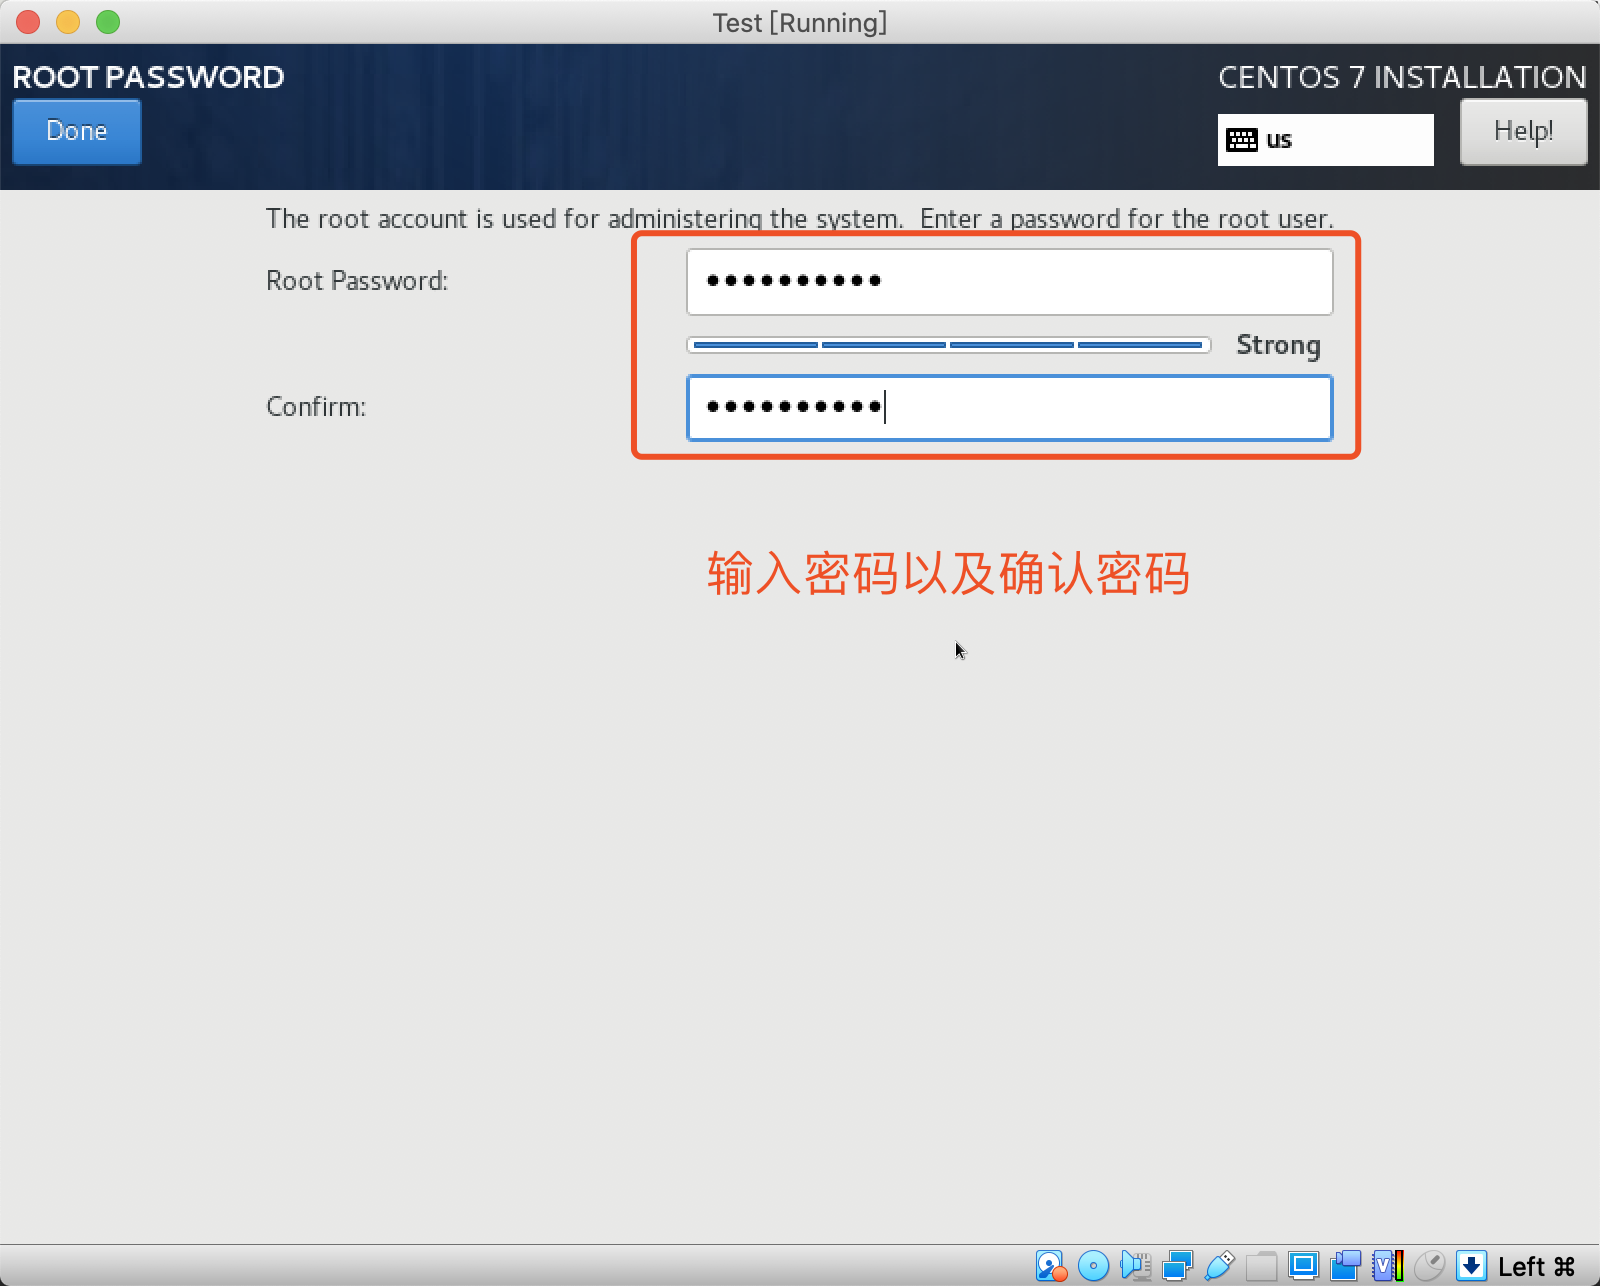 Test [Running]
ROOT PASSWORD
CENTOS 7 INSTALLATION
Done
us
Help!
The root account is used for administering the system.  Enter a password for the root user.
Root Password:
●●●●●●●●●●
Strong
Confirm:
●●●●●●●●●●
输入密码以及确认密码
V
Left ⌘